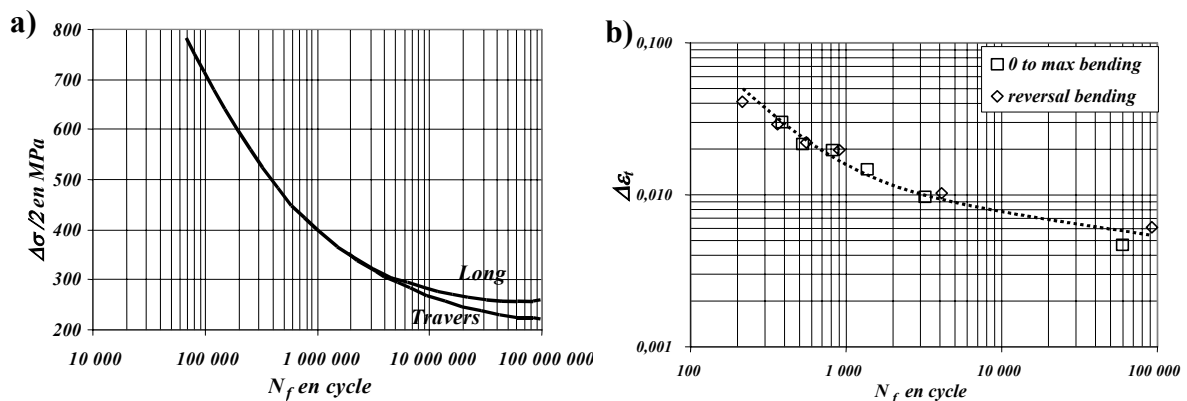 a)
800
700
600
500
400
300
200
Δσ/2 en MPa
Long
Travers
10 000
100 000
1 000 000
10 000 000
100 000 000
N_f en cycle
b)
0,100
0,010
0,001
Δε_t
0 to max bending
reversal bending
100
1 000
10 000
100 000
N_f en cycle